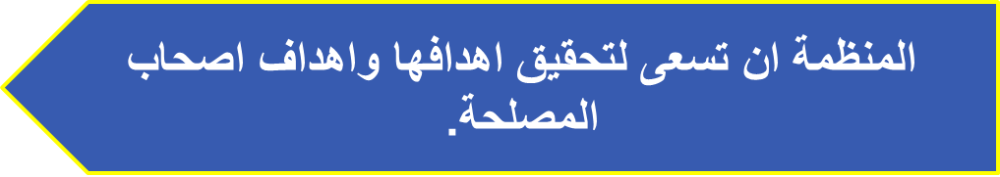 المنظمة ان تسعى لتحقيق اهدافها واهداف اصحاب
المصلحة.